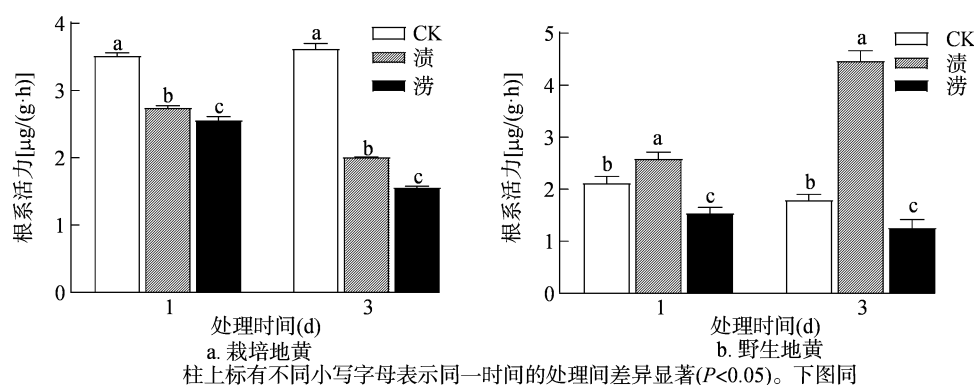 4
3
2
1
0
根系活力[μg/(g·h)]
CK
渍
涝
a
b
c
a
b
c
1
3
处理时间(d)
a. 栽培地黄
5
4
3
2
1
0
根系活力[μg/(g·h)]
CK
渍
涝
b
a
c
b
a
c
1
3
处理时间(d)
b. 野生地黄
柱上标有不同小写字母表示同一时间的处理间差异显著(P<0.05)。下图同